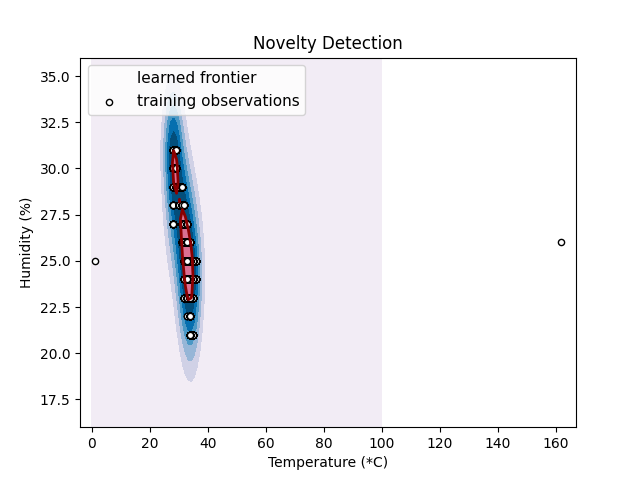 Novelty Detection
learned frontier
training observations
35.0
32.5
30.0
27.5
25.0
22.5
20.0
17.5
Humidity (%)
0 20 40 60 80 100 120 140 160
Temperature (*C)